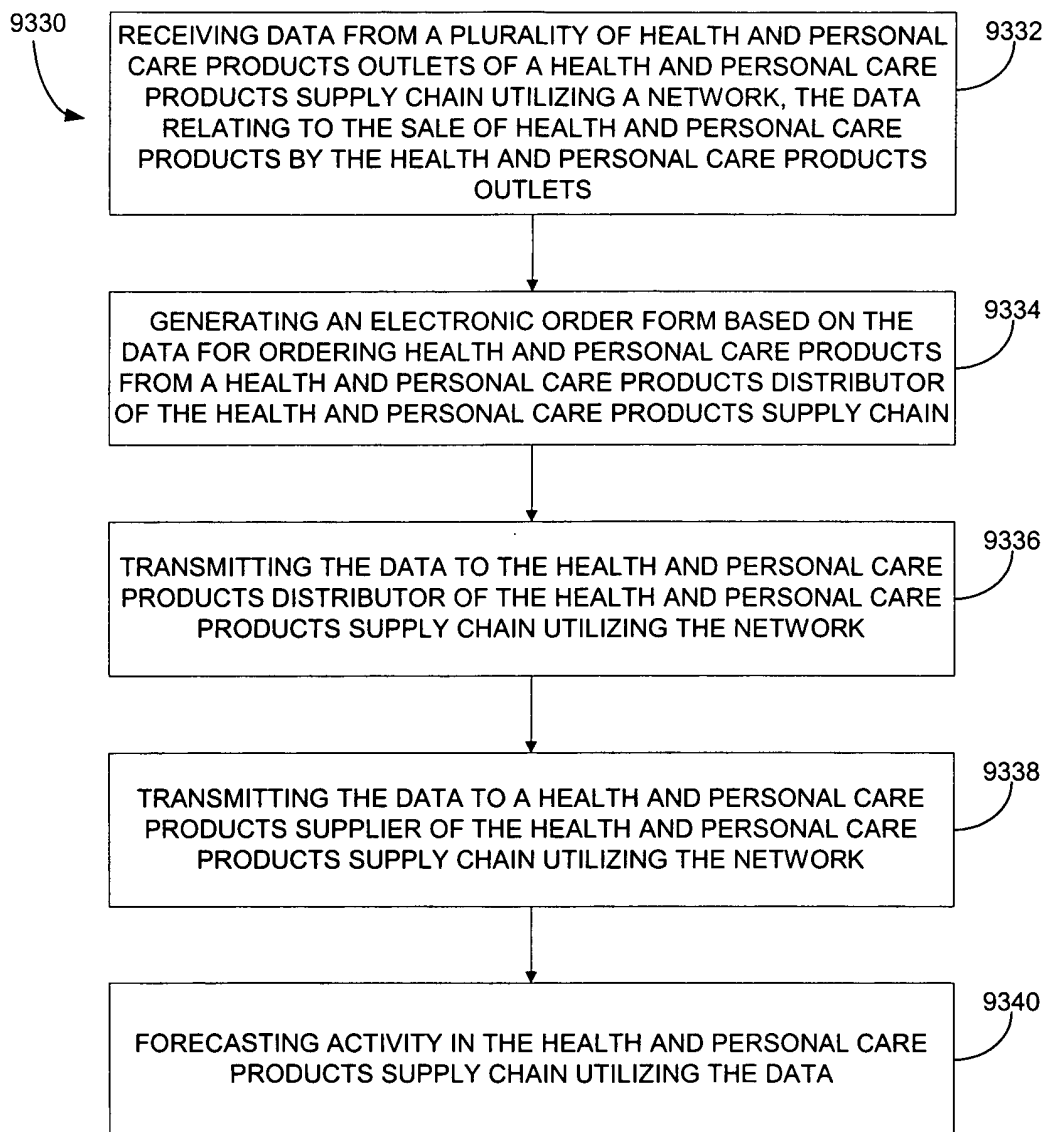 9330
RECEIVING DATA FROM A PLURALITY OF HEALTH AND PERSONAL
CARE PRODUCTS OUTLETS OF A HEALTH AND PERSONAL CARE
PRODUCTS SUPPLY CHAIN UTILIZING A NETWORK, THE DATA
RELATING TO THE SALE OF HEALTH AND PERSONAL CARE
PRODUCTS BY THE HEALTH AND PERSONAL CARE PRODUCTS
OUTLETS
9332
GENERATING AN ELECTRONIC ORDER FORM BASED ON THE
DATA FOR ORDERING HEALTH AND PERSONAL CARE PRODUCTS
FROM A HEALTH AND PERSONAL CARE PRODUCTS DISTRIBUTOR
OF THE HEALTH AND PERSONAL CARE PRODUCTS SUPPLY CHAIN
9334
TRANSMITTING THE DATA TO THE HEALTH AND PERSONAL CARE
PRODUCTS DISTRIBUTOR OF THE HEALTH AND PERSONAL CARE
PRODUCTS SUPPLY CHAIN UTILIZING THE NETWORK
9336
TRANSMITTING THE DATA TO A HEALTH AND PERSONAL CARE
PRODUCTS SUPPLIER OF THE HEALTH AND PERSONAL CARE
PRODUCTS SUPPLY CHAIN UTILIZING THE NETWORK
9338
FORECASTING ACTIVITY IN THE HEALTH AND PERSONAL CARE
PRODUCTS SUPPLY CHAIN UTILIZING THE DATA
9340